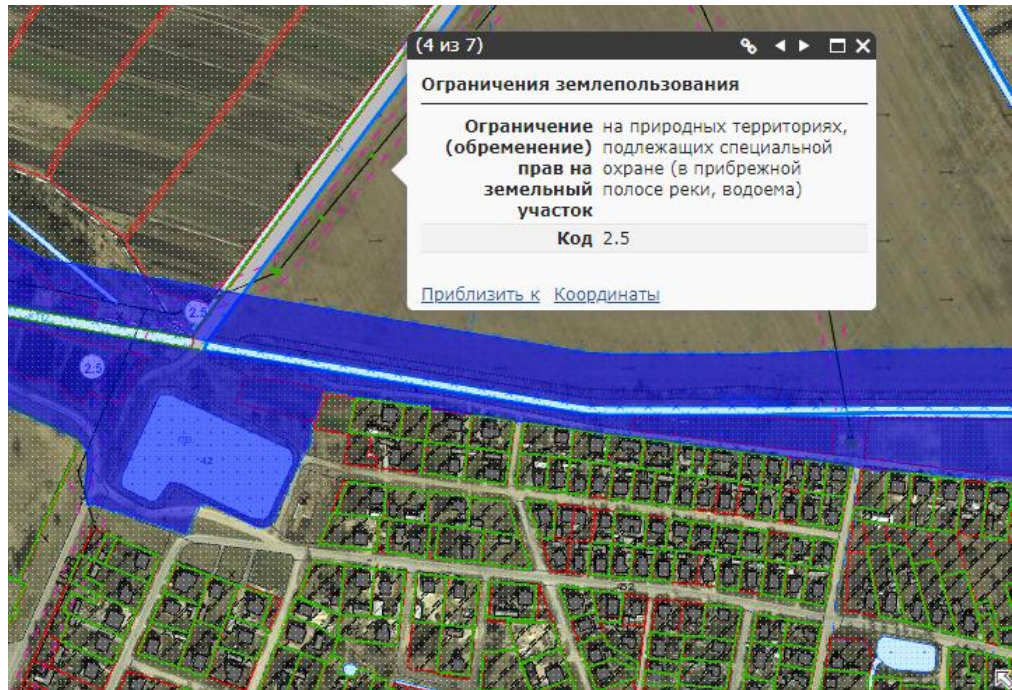 (4 из 7)
Ограничения землепользования
Ограничение на природных территориях,
(обременение) подлежащих специальной
прав на охране (в прибрежной
земельный полосе реки, водоема)
участок
Код 2.5
Приблизить к Координаты
2.5
2.5
пр.